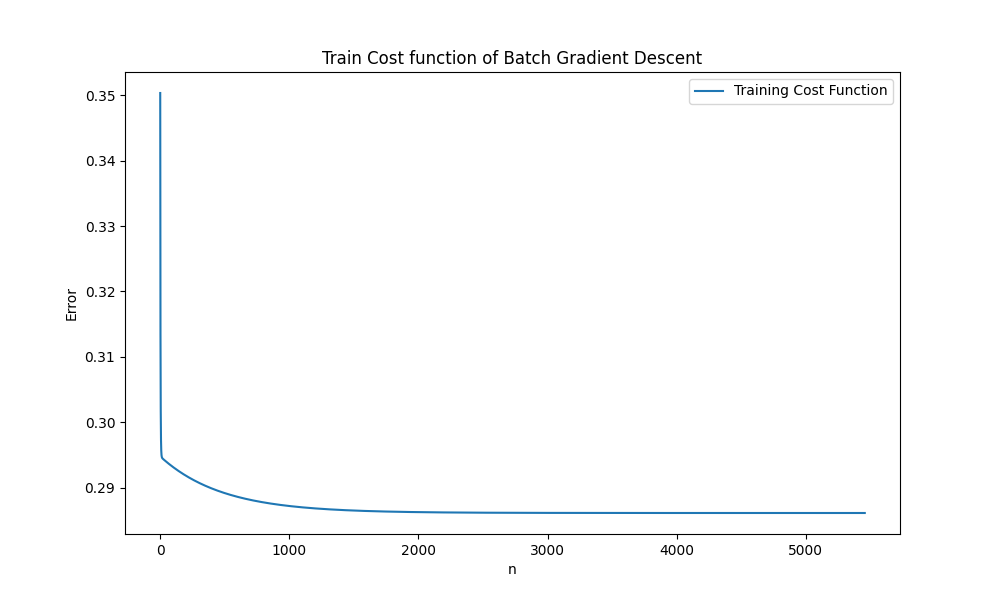 Train Cost function of Batch Gradient Descent
Training Cost Function
0.35
0.34
0.33
0.32
0.31
0.30
0.29
Error
0 1000 2000 3000 4000 5000
n